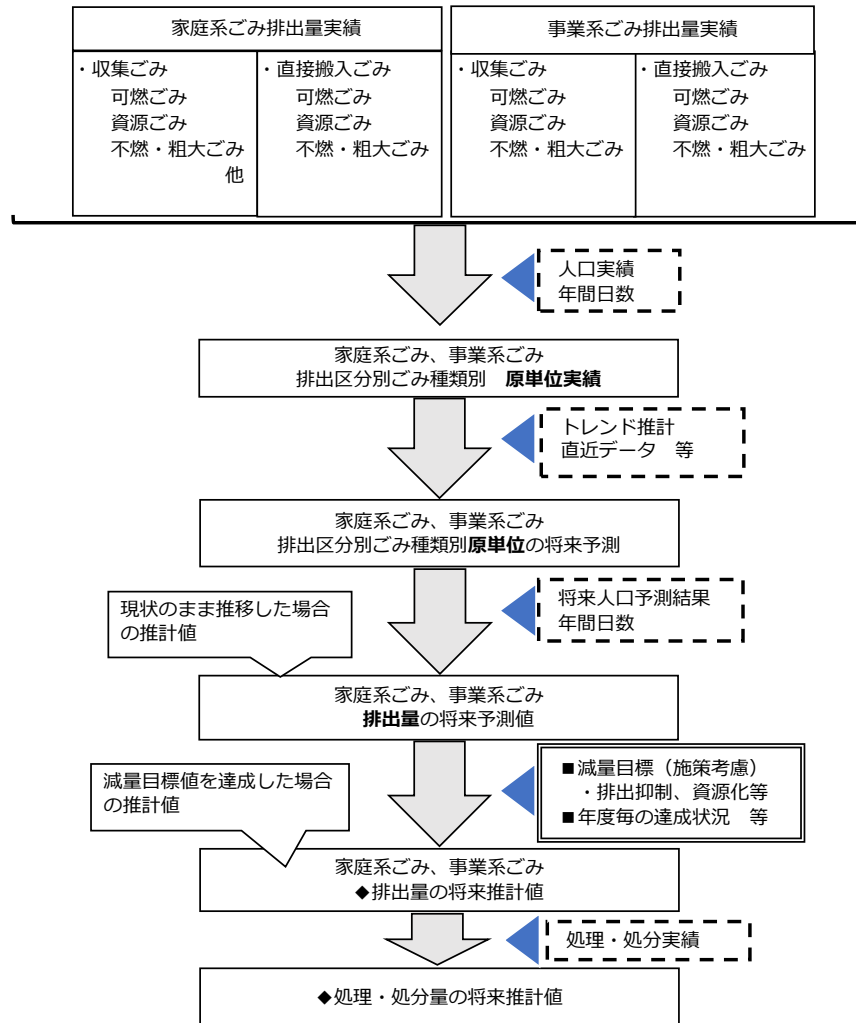 家庭系ごみ排出量実績
事業系ごみ排出量実績
・収集ごみ
可燃ごみ
資源ごみ
不燃・粗大ごみ
他
・直接搬入ごみ
可燃ごみ
資源ごみ
不燃・粗大ごみ
・収集ごみ
可燃ごみ
資源ごみ
不燃・粗大ごみ
・直接搬入ごみ
可燃ごみ
資源ごみ
不燃・粗大ごみ
人口実績
年間日数
家庭系ごみ、事業系ごみ
排出区分別ごみ種類別　原単位実績
トレンド推計
直近データ　等
家庭系ごみ、事業系ごみ
排出区分別ごみ種類別原単位の将来予測
将来人口予測結果
年間日数
現状のまま推移した場合
の推計値
家庭系ごみ、事業系ごみ
排出量の将来予測値
■減量目標（施策考慮）
・排出抑制、資源化等
■年度毎の達成状況　等
減量目標値を達成した場合
の推計値
家庭系ごみ、事業系ごみ
◆排出量の将来推計値
処理・処分実績
◆処理・処分量の将来推計値